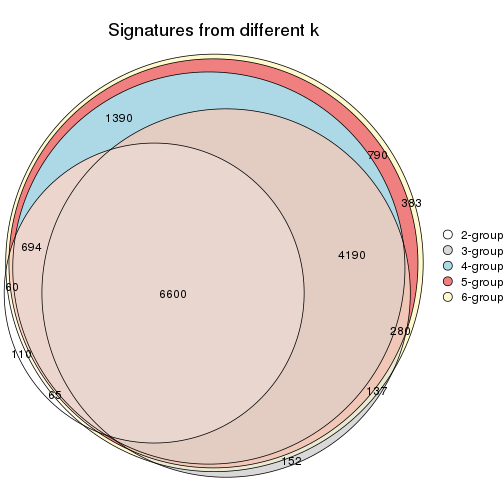 Signatures from different k
1390
790
383
694
4190
60
6600
280
110
65
137
152
2-group
3-group
4-group
5-group
6-group